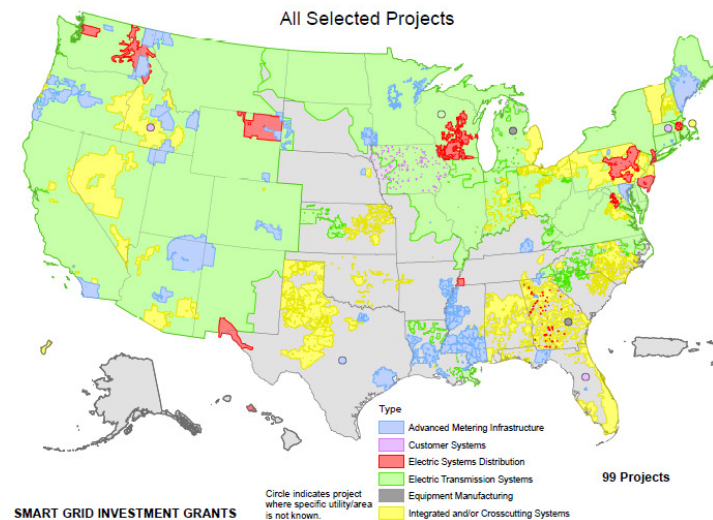 All Selected Projects
Type
Advanced Metering Infrastructure
Customer Systems
Electric Systems Distribution
Electric Transmission Systems
Equipment Manufacturing
Integrated and/or Crosscutting Systems
99 Projects
Circle indicates project
where specific utility/area
is not known.
SMART GRID INVESTMENT GRANTS